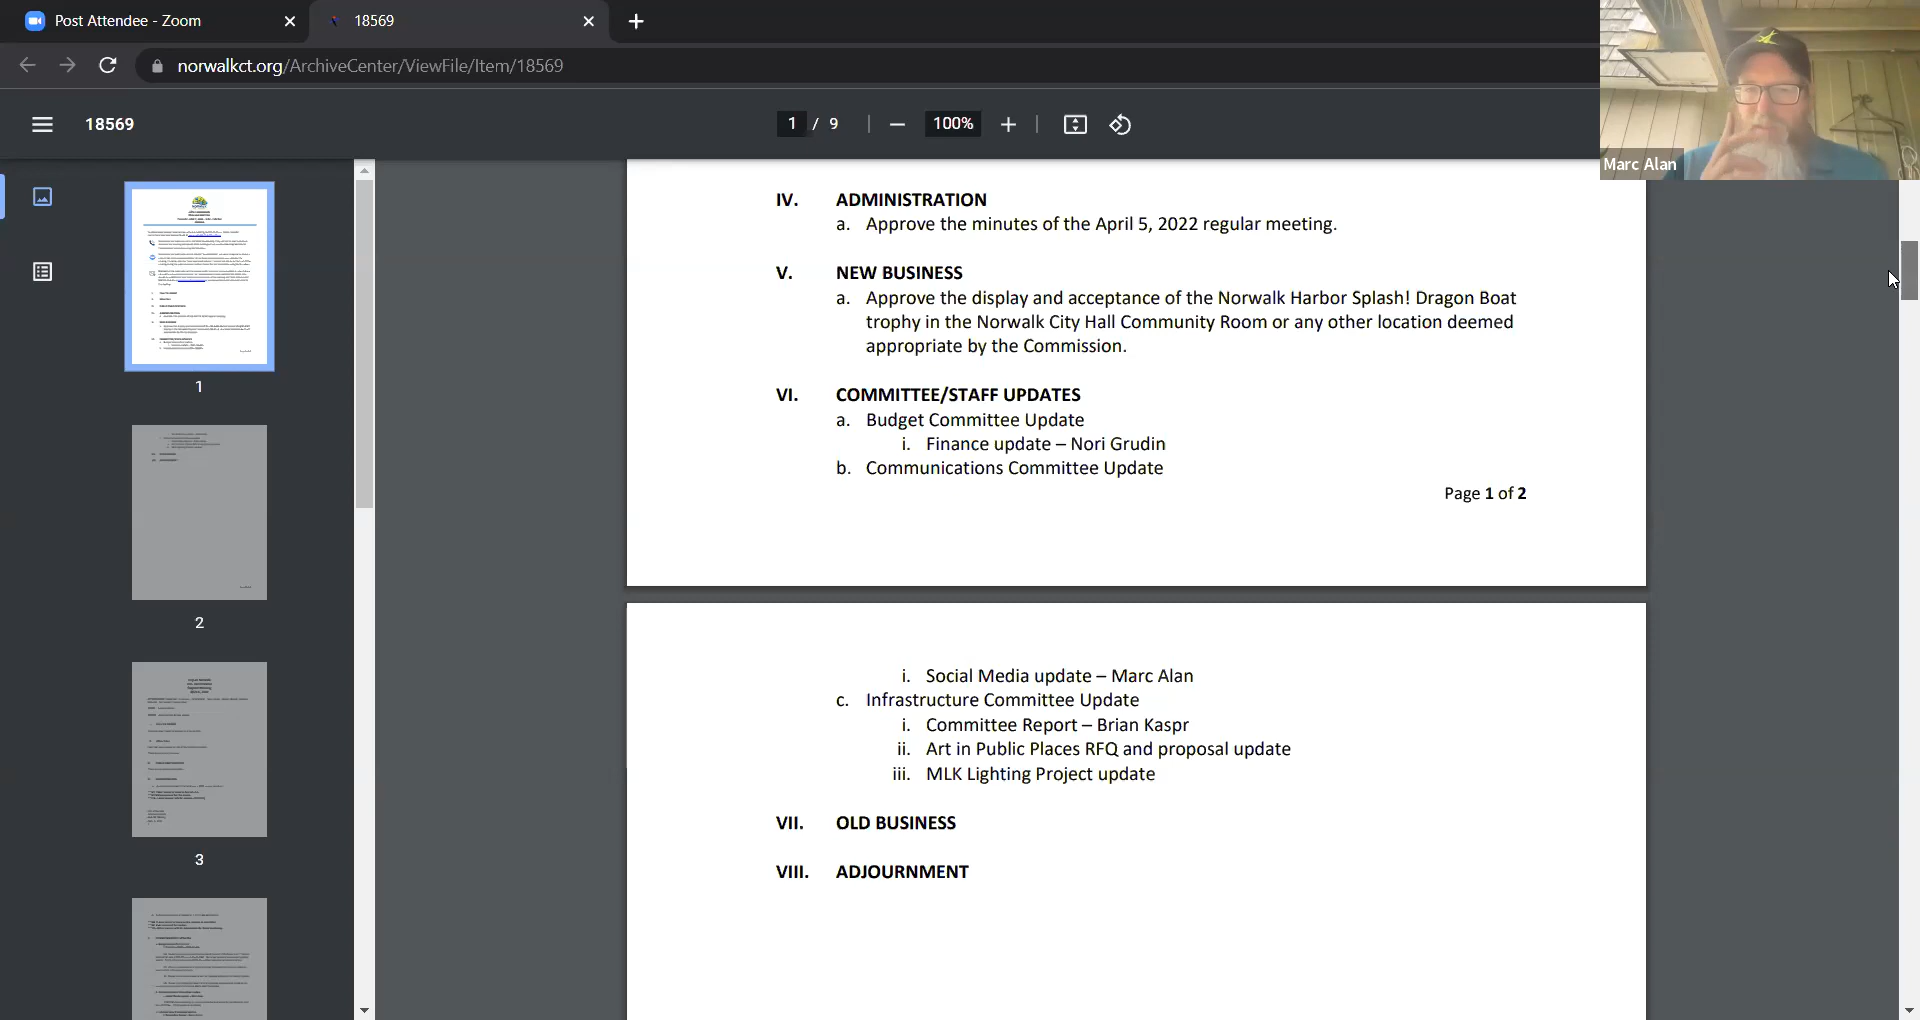 Post Attendee - Zoom
18569
norwalkct.org/ArchiveCenter/ViewFile/Item/18569
18569
1 / 9
100%
Marc Alan
1
2
3
IV. ADMINISTRATION
a. Approve the minutes of the April 5, 2022 regular meeting.
V. NEW BUSINESS
a. Approve the display and acceptance of the Norwalk Harbor Splash! Dragon Boat
trophy in the Norwalk City Hall Community Room or any other location deemed
appropriate by the Commission.
VI. COMMITTEE/STAFF UPDATES
a. Budget Committee Update
i. Finance update – Nori Grudin
b. Communications Committee Update
Page 1 of 2
i. Social Media update – Marc Alan
c. Infrastructure Committee Update
i. Committee Report – Brian Kaspr
ii. Art in Public Places RFQ and proposal update
iii. MLK Lighting Project update
VII. OLD BUSINESS
VIII. ADJOURNMENT